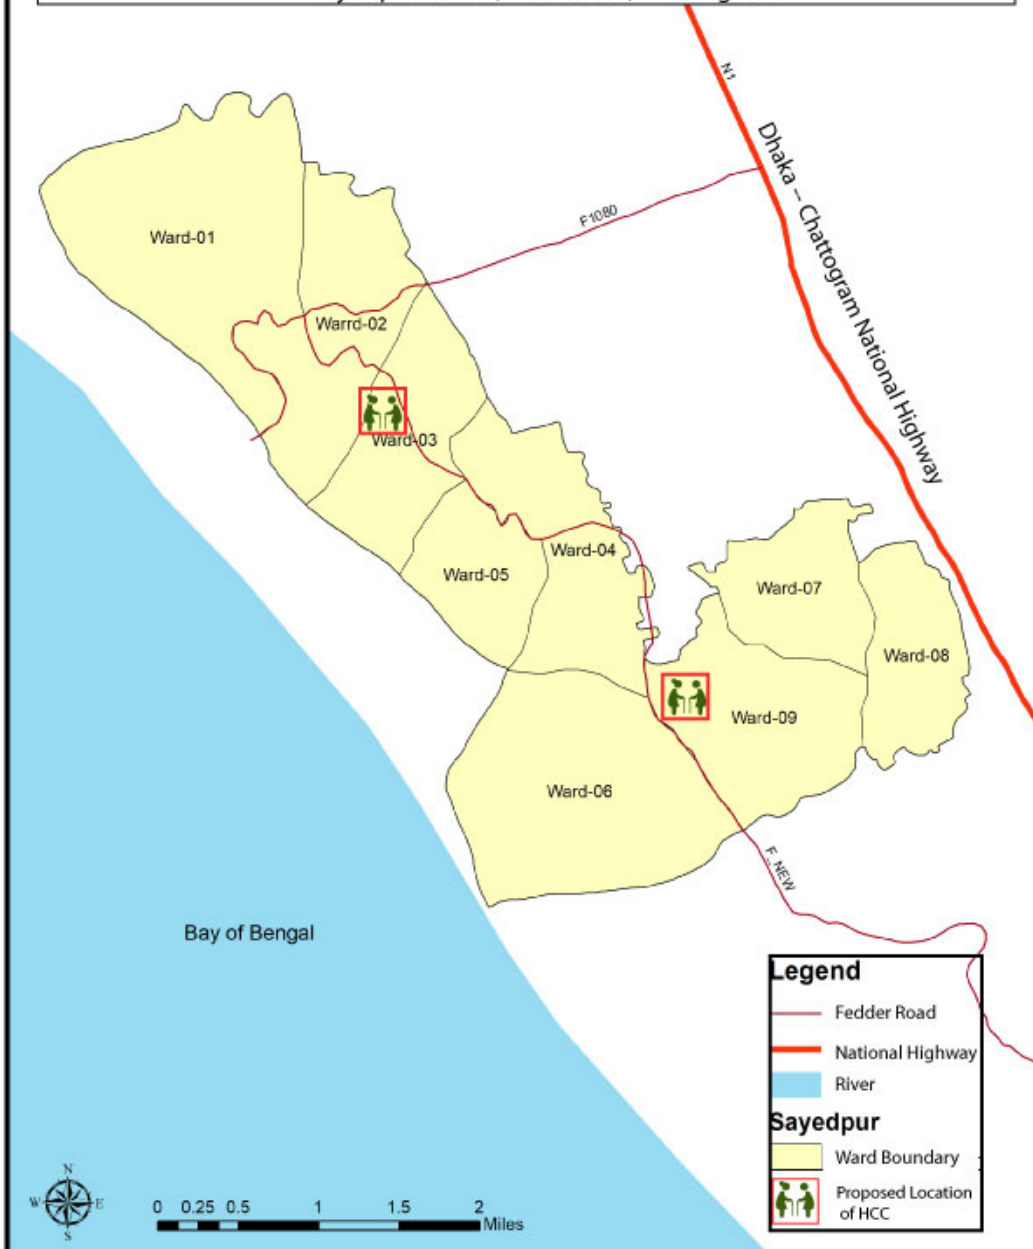 N1
Dhaka – Chattogram National Highway
F1080
Ward-01
Warrd-02
Ward-03
Ward-04
Ward-05
Ward-07
Ward-08
Ward-09
Ward-06
F_NEW
Bay of Bengal
Legend
Fedder Road
National Highway
River
Sayedpur
Ward Boundary
Proposed Location
of HCC
N
W E
S
0 0.25 0.5 1 1.5 2
Miles